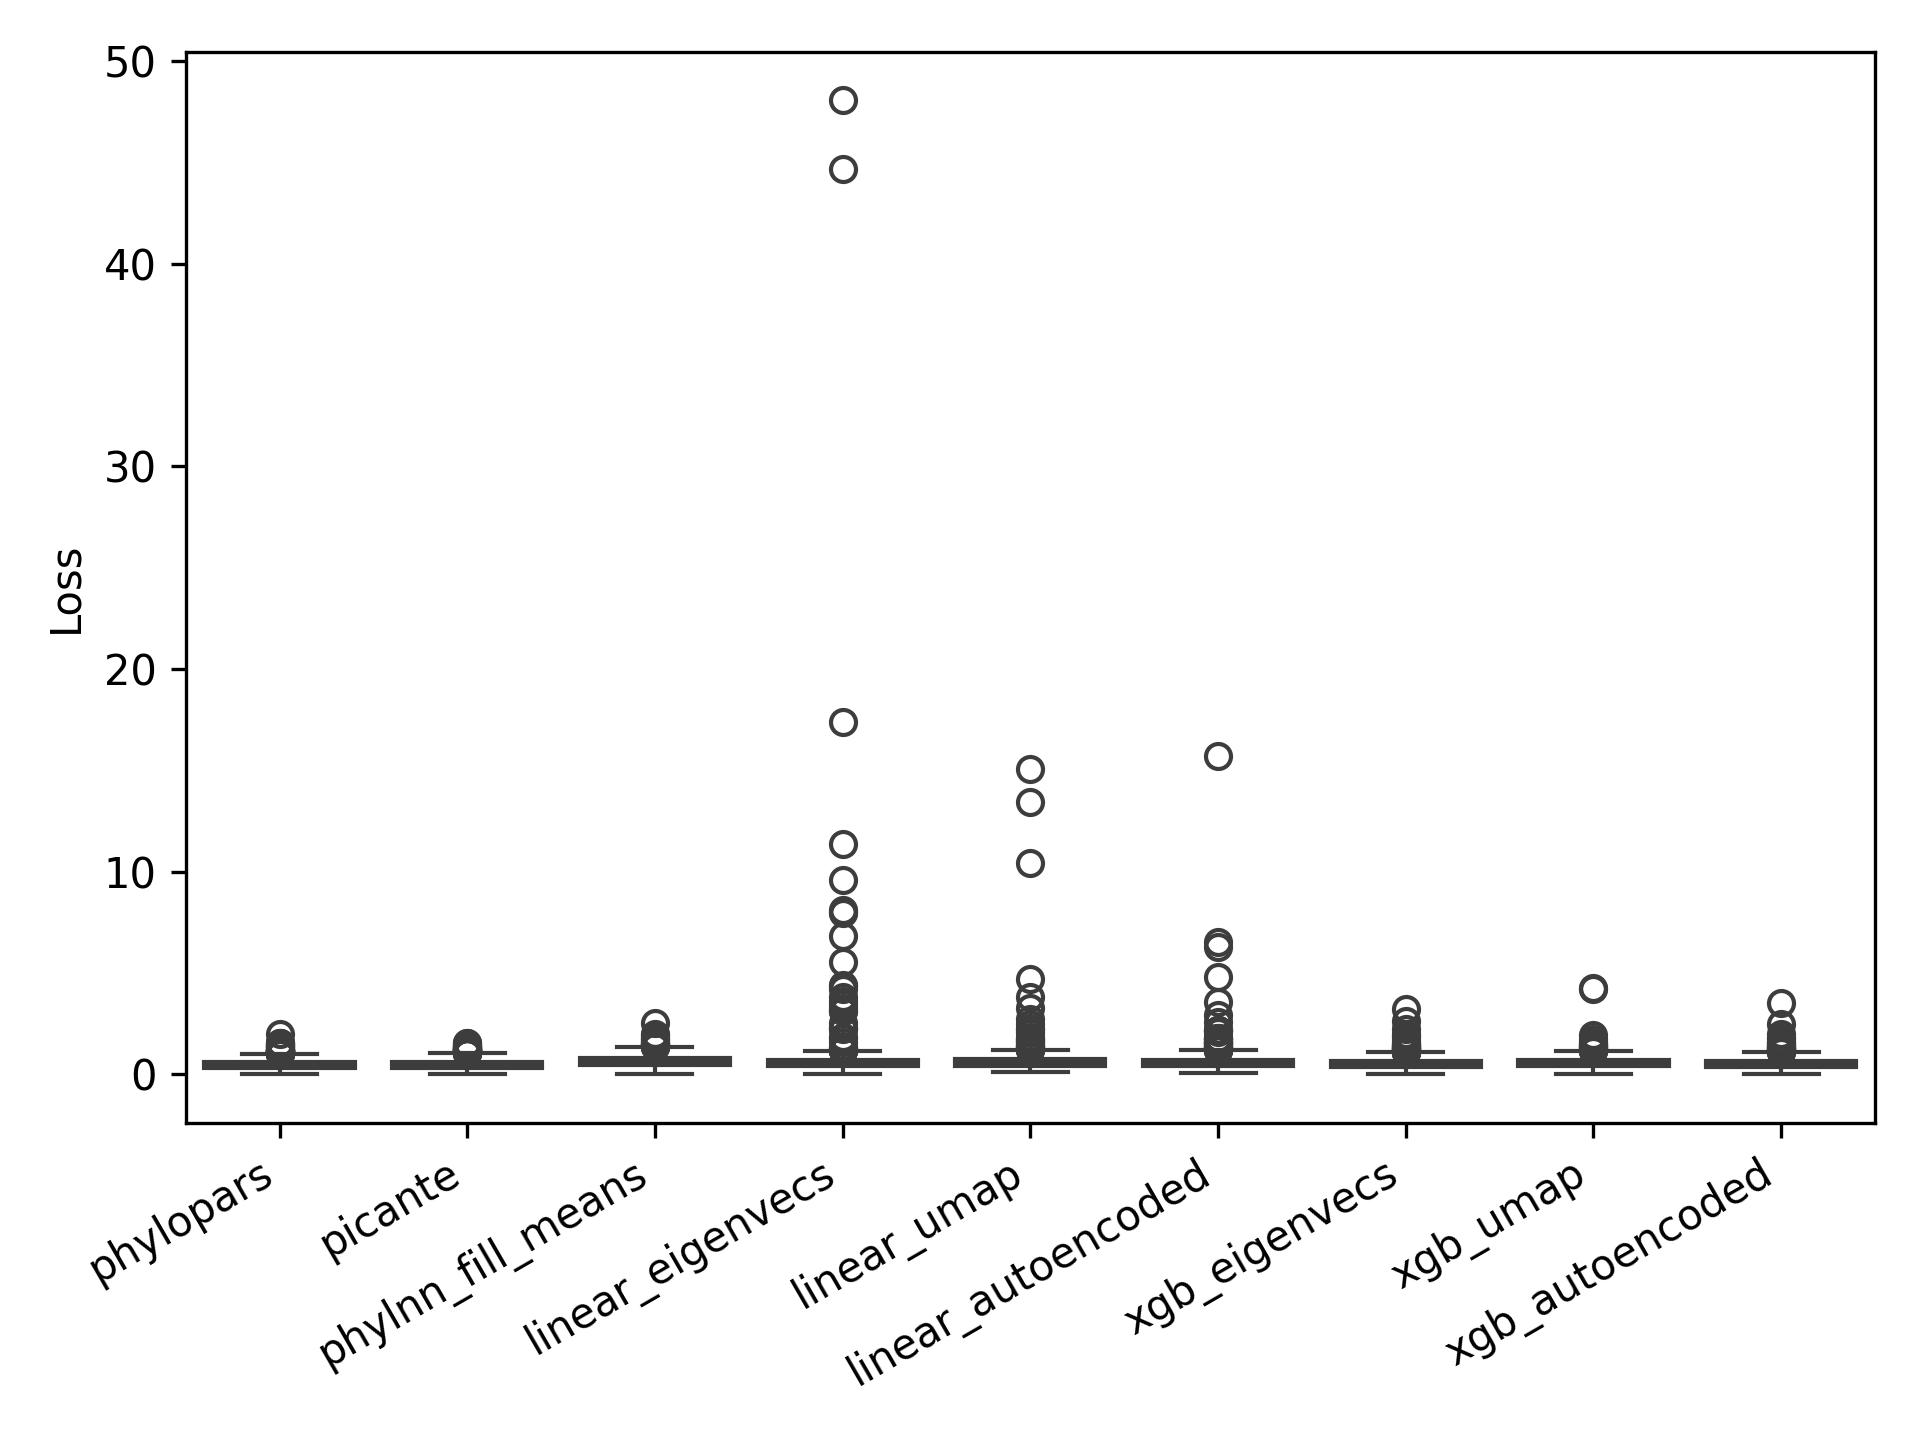 50
40
30
20
10
0
Loss
phylopars
picante
phylnn_fill_means
linear_eigenvecs
linear_umap
linear_autoencoded
xgb_eigenvecs
xgb_umap
xgb_autoencoded